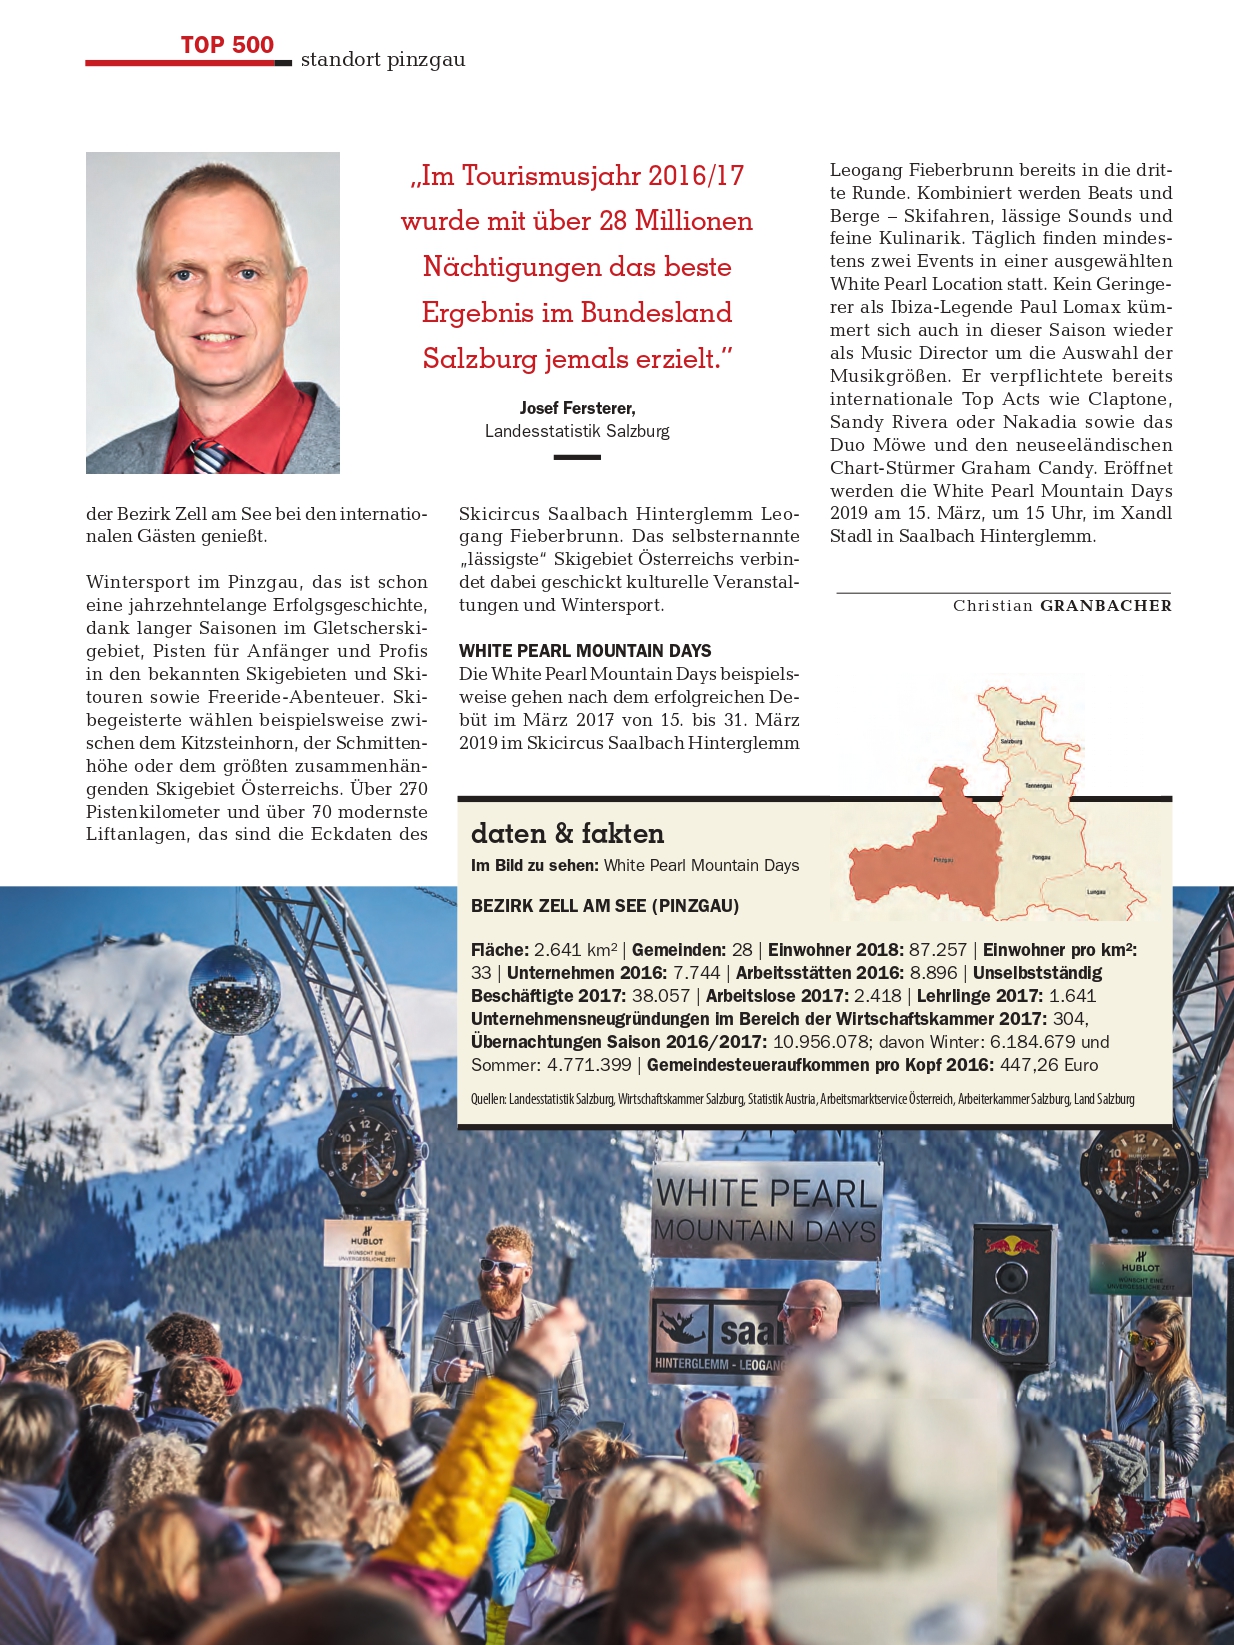 TOP 500
standort pinzgau
„Im Tourismusjahr 2016/17
wurde mit über 28 Millionen
Nächtigungen das beste
Ergebnis im Bundesland
Salzburg jemals erzielt.“
Josef Fersterer,
Landesstatistik Salzburg
der Bezirk Zell am See bei den internatio-
nalen Gästen genießt.
Wintersport im Pinzgau, das ist schon
eine jahrzehntelange Erfolgsgeschichte,
dank langer Saisonen im Gletscherski-
gebiet, Pisten für Anfänger und Profis
in den bekannten Skigebieten und Ski-
touren sowie Freeride-Abenteuer. Ski-
begeisterte wählen beispielsweise zwi-
schen dem Kitzsteinhorn, der Schmitten-
höhe oder dem größten zusammenhän-
genden Skigebiet Österreichs. Über 270
Pistenkilometer und über 70 modernste
Liftanlagen, das sind die Eckdaten des
Skicircus Saalbach Hinterglemm Leo-
gang Fieberbrunn. Das selbsternannte
„lässigste“ Skigebiet Österreichs verbin-
det dabei geschickt kulturelle Veranstal-
tungen und Wintersport.
WHITE PEARL MOUNTAIN DAYS
Die White Pearl Mountain Days beispiels-
weise gehen nach dem erfolgreichen De-
büt im März 2017 von 15. bis 31. März
2019 im Skicircus Saalbach Hinterglemm
Leogang Fieberbrunn bereits in die drit-
te Runde. Kombiniert werden Beats und
Berge – Skifahren, lässige Sounds und
feine Kulinarik. Täglich finden mindes-
tens zwei Events in einer ausgewählten
White Pearl Location statt. Kein Geringe-
rer als Ibiza-Legende Paul Lomax küm-
mert sich auch in dieser Saison wieder
als Music Director um die Auswahl der
Musikgrößen. Er verpflichtete bereits
internationale Top Acts wie Claptone,
Sandy Rivera oder Nakadia sowie das
Duo Möwe und den neuseeländischen
Chart-Stürmer Graham Candy. Eröffnet
werden die White Pearl Mountain Days
2019 am 15. März, um 15 Uhr, im Xandl
Stadl in Saalbach Hinterglemm.
Christian GRANBACHER
Flachau
Salzburg
Tennengau
Pinzgau
Pongau
Lungau
daten & fakten
Im Bild zu sehen: White Pearl Mountain Days
BEZIRK ZELL AM SEE (PINZGAU)
Fläche: 2.641 km² | Gemeinden: 28 | Einwohner 2018: 87.257 | Einwohner pro km²:
33 | Unternehmen 2016: 7.744 | Arbeitsstätten 2016: 8.896 | Unselbstständig
Beschäftigte 2017: 38.057 | Arbeitslose 2017: 2.418 | Lehrlinge 2017: 1.641
Unternehmensneugründungen im Bereich der Wirtschaftskammer 2017: 304,
Übernachtungen Saison 2016/2017: 10.956.078; davon Winter: 6.184.679 und
Sommer: 4.771.399 | Gemeindesteueraufkommen pro Kopf 2016: 447,26 Euro
Quellen: Landesstatistik Salzburg, Wirtschaftskammer Salzburg, Statistik Austria, Arbeitsmarktservice Österreich, Arbeiterkammer Salzburg, Land Salzburg
WHITE PEARL
MOUNTAIN DAYS
HUBLOT
WÜNSCHT EINE
UNVERGESSLICHE ZEIT
HUBLOT
WÜNSCHT EINE
UNVERGESSLICHE ZEIT
saal
HINTERGLEMM - LEOGANG